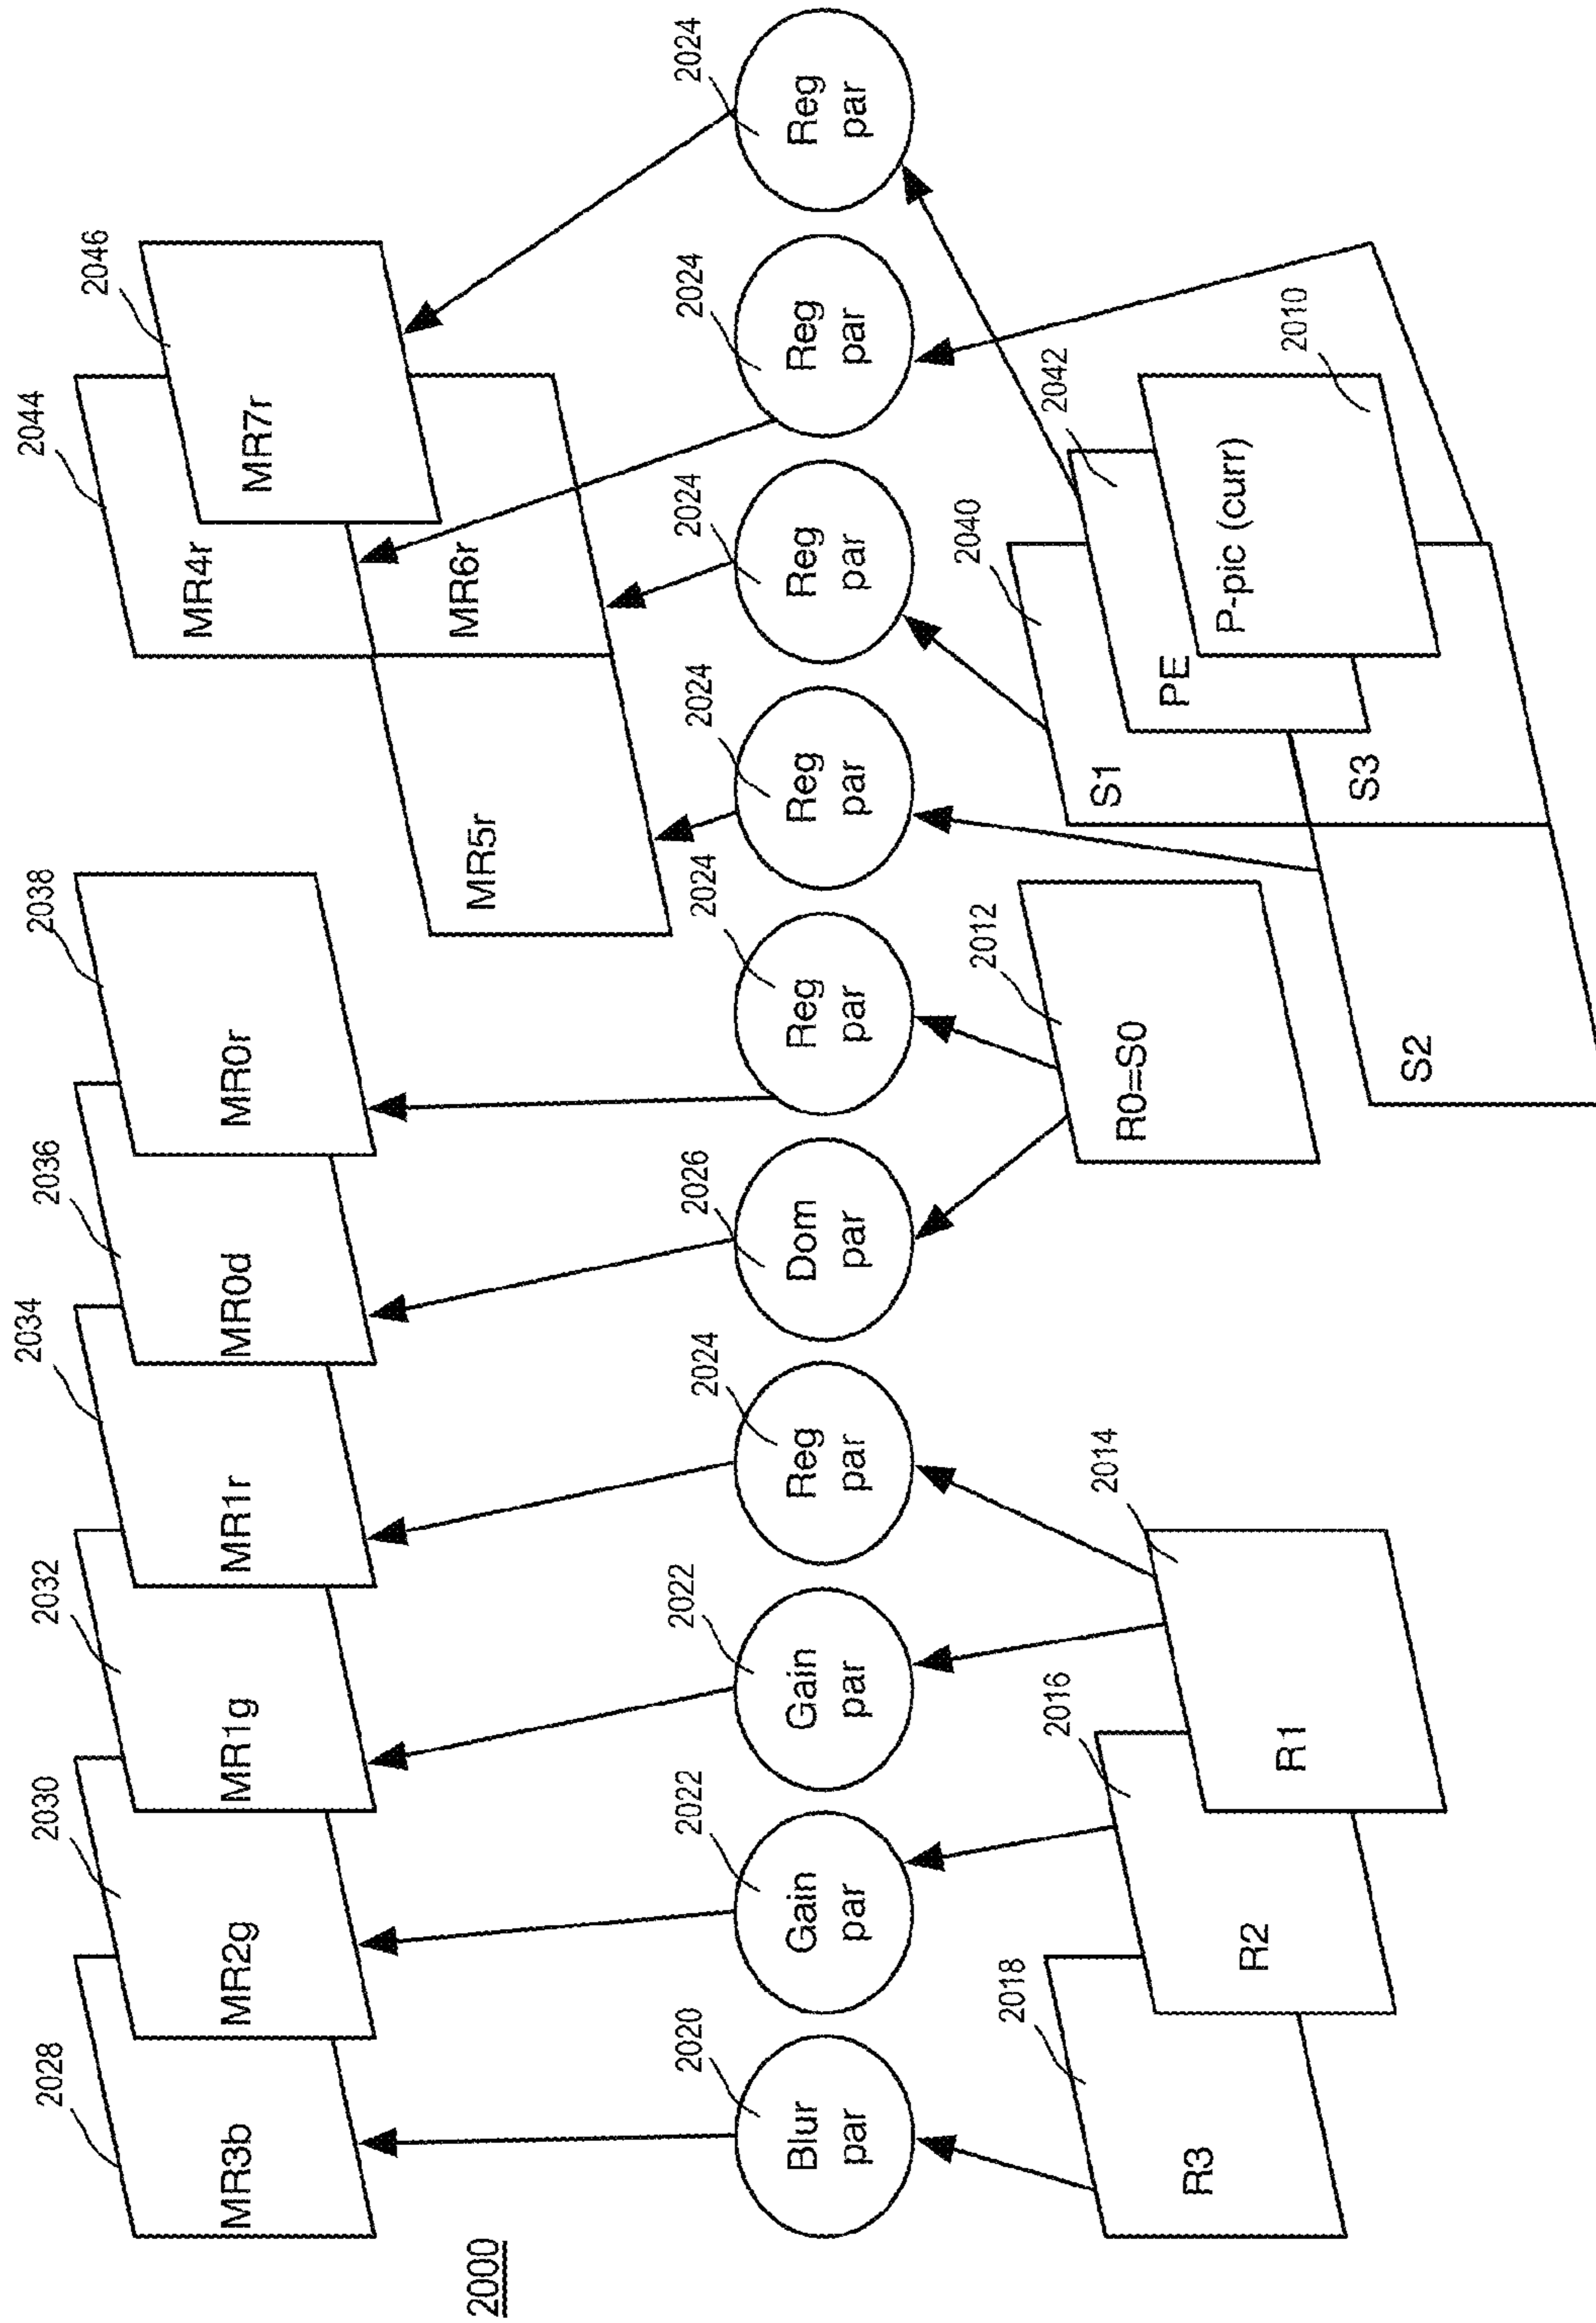 2000
2028
2030
2032
2034
2036
2038
2044
2046
MR3b
MR2g
MR1g
MR1r
MR0d
MR0r
MR5r
MR4r
MR6r
MR7r
2020
2022
2022
2024
2026
2024
2024
2024
2024
2024
Blur
par
Gain
par
Gain
par
Reg
par
Dom
par
Reg
par
Reg
par
Reg
par
Reg
par
Reg
par
2018
2016
2014
2012
2040
2042
2010
R3
R2
R1
R0=S0
S2
S1
S3
PE
P-pic (curr)